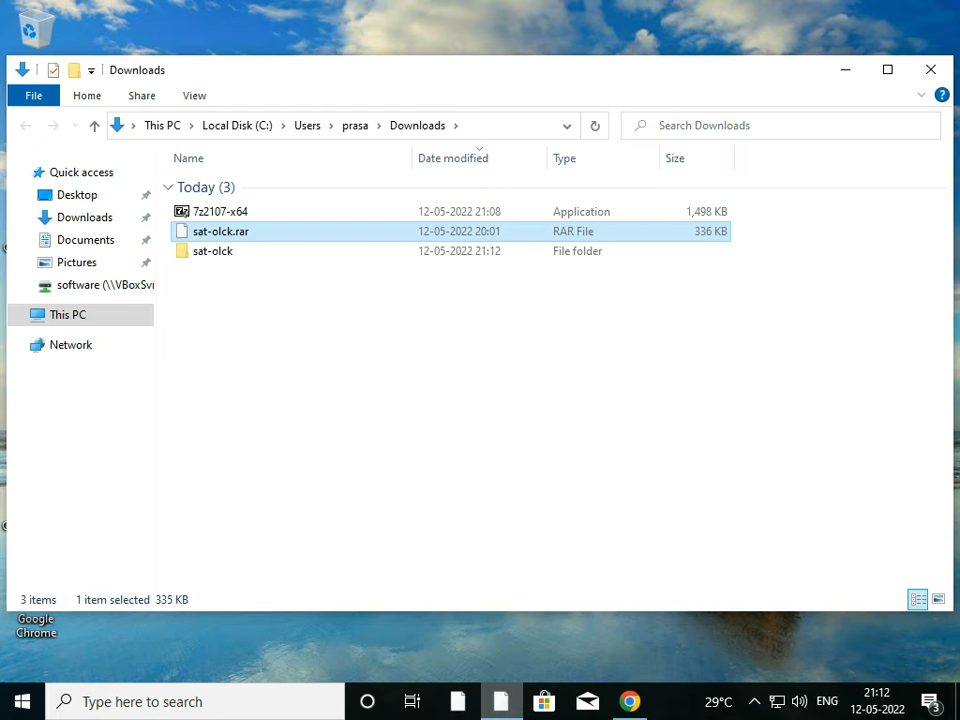 Downloads
File Home Share View
This PC Local Disk (C:) Users prasa Downloads Search Downloads
Name Date modified Type Size
Quick access
Desktop
Downloads
Documents
Pictures
software (\\VBoxSvr
This PC
Network
Today (3)
7z2107-x64 12-05-2022 21:08 Application 1,498 KB
sat-olck.rar 12-05-2022 20:01 RAR File 336 KB
sat-olck 12-05-2022 21:12 File folder
3 items 1 item selected 335 KB
Google
Chrome
Type here to search
29°C ENG 21:12
12-05-2022
3